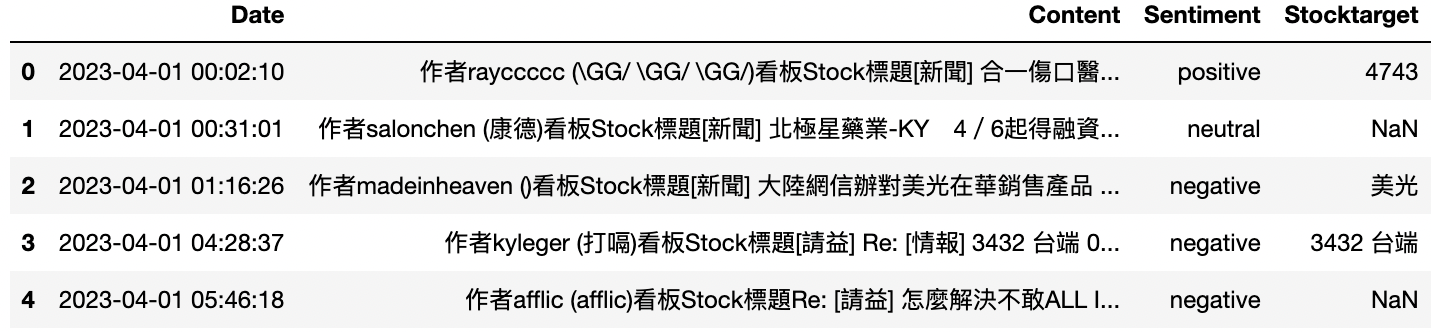 Date Content Sentiment Stocktarget
0 2023-04-01 00:02:10 作者rayccccc (\GG/ \GG/ \GG/)看板Stock標題[新聞] 合一傷口醫... positive 4743
1 2023-04-01 00:31:01 作者salonchen (康德)看板Stock標題[新聞] 北極星藥業-KY　4／6起得融資... neutral NaN
2 2023-04-01 01:16:26 作者madeinheaven ()看板Stock標題[新聞] 大陸網信辦對美光在華銷售產品 ... negative 美光
3 2023-04-01 04:28:37 作者kyleger (打嗝)看板Stock標題[請益] Re: [情報] 3432 台端 0... negative 3432 台端
4 2023-04-01 05:46:18 作者afflic (afflic)看板Stock標題Re: [請益] 怎麼解決不敢ALL I... negative NaN